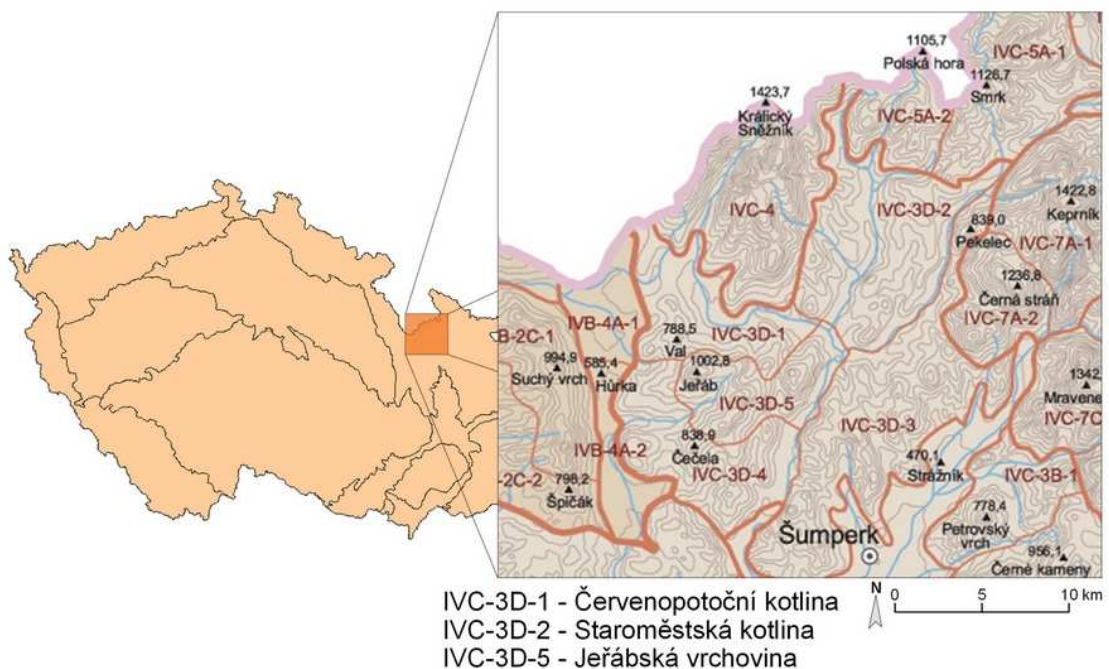 1105,7
Polská hora
IVC-5A-1
1126,7
Smrk
1423,7
Králický
Sněžník
IVC-5A-2
IVC-4
IVC-3D-2
1422,8
Keprník
839,0
Pekelec
IVC-7A-1
1236,8
Černá stráň
IVC-7A-2
IVB-4A-1
B-2C-1
788,5
Val
IVC-3D-1
994,9
Suchý vrch
585,4
Hůrka
1002,8
Jeřáb
1342,
Mravene
IVC-7C
IVC-3D-5
IVC-3D-3
838,9
Čečela
IVB-4A-2
IVC-3D-4
470,1
Strážník
IVC-3B-1
-2C-2
798,2
Špičák
778,4
Petrovský
vrch
Šumperk
956,1
Černé kameny
N
0 5 10 km
IVC-3D-1 - Červenopotoční kotlina
IVC-3D-2 - Staroměstská kotlina
IVC-3D-5 - Jeřábská vrchovina